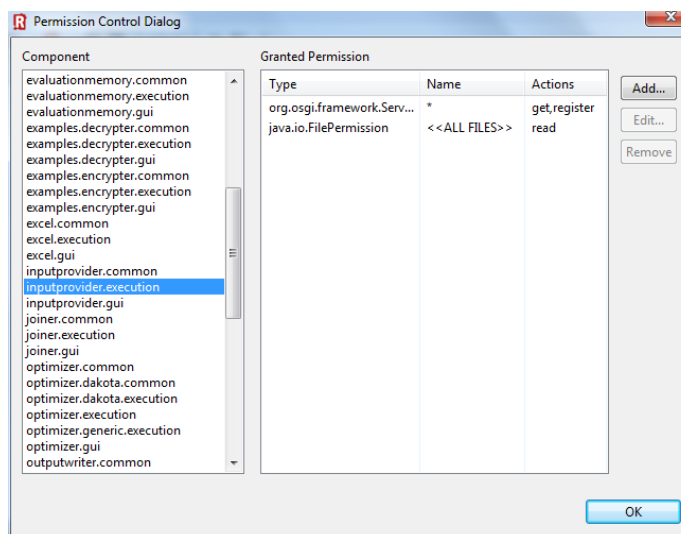 Permission Control Dialog
Component
evaluationmemory.common
evaluationmemory.execution
evaluationmemory.gui
examples.decrypter.common
examples.decrypter.execution
examples.decrypter.gui
examples.encrypter.common
examples.encrypter.execution
examples.encrypter.gui
excel.common
excel.execution
excel.gui
inputprovider.common
inputprovider.execution
inputprovider.gui
joiner.common
joiner.execution
joiner.gui
optimizer.common
optimizer.dakota.common
optimizer.dakota.execution
optimizer.execution
optimizer.generic.execution
optimizer.gui
outputwriter.common
Granted Permission
Type Name Actions
org.osgi.framework.Serv... * get,register
java.io.FilePermission <<ALL FILES>> read
Add...
Edit...
Remove
OK